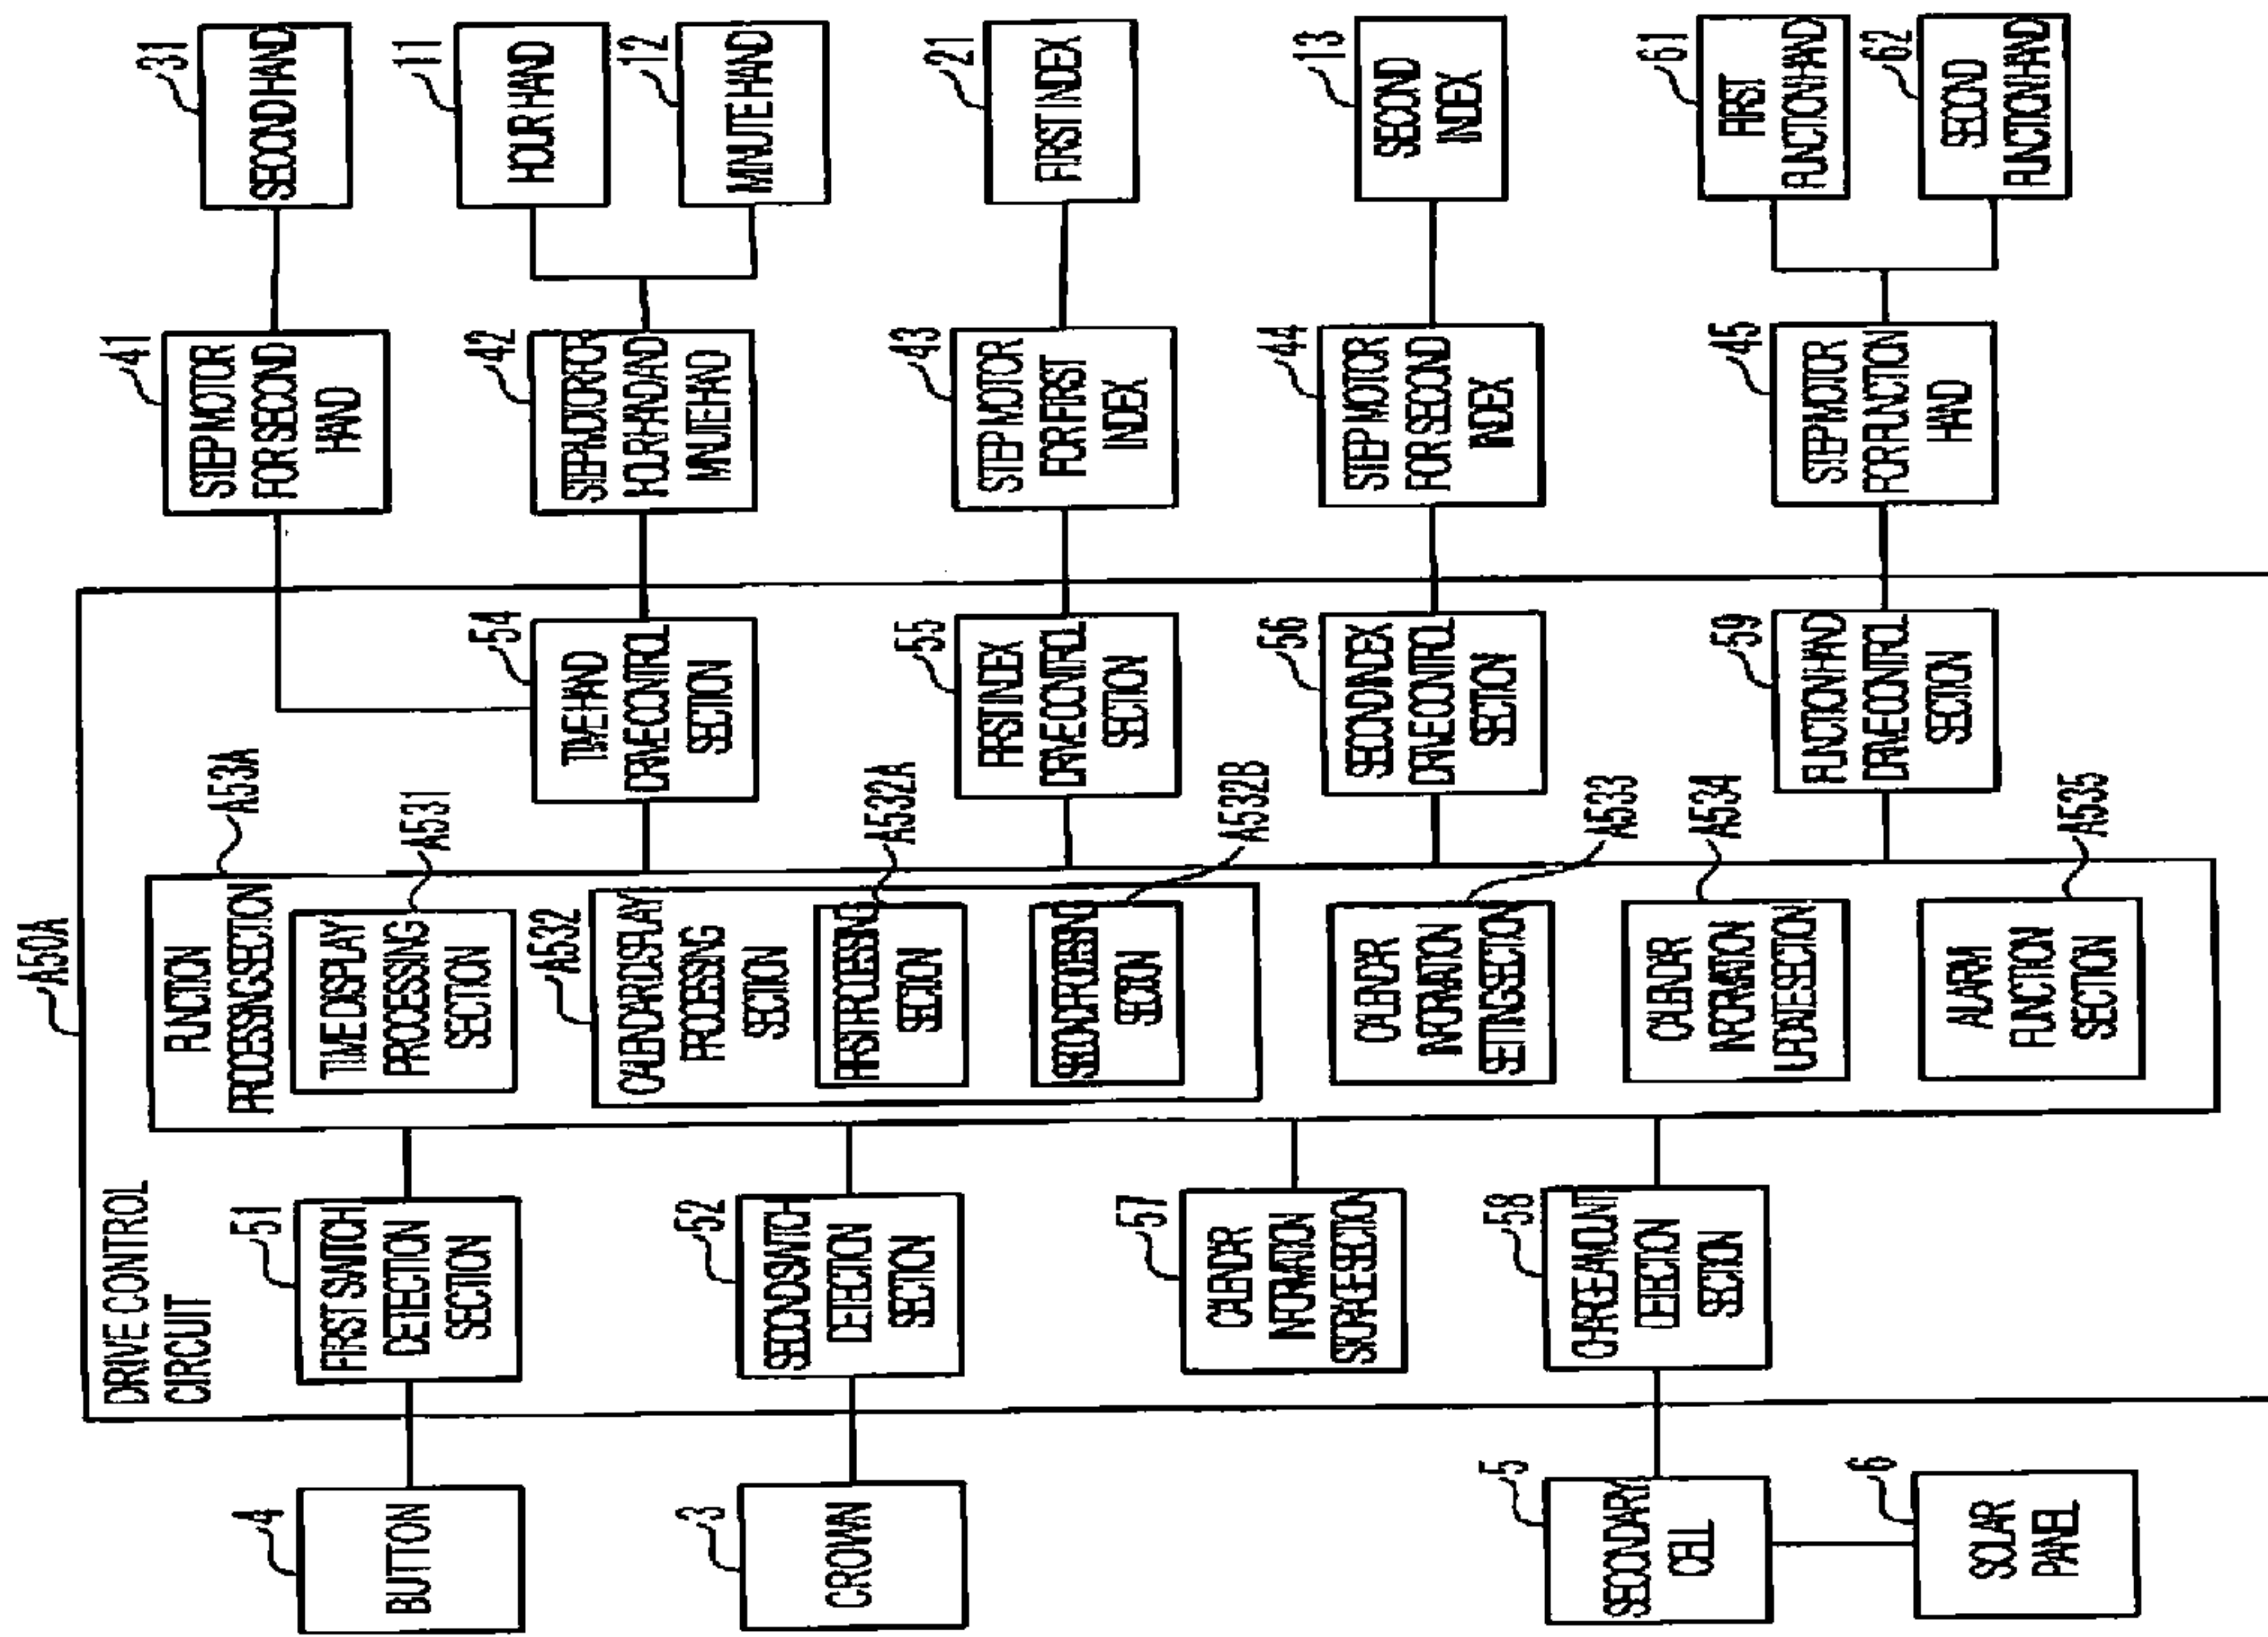 A50A
DRIVE CONTROL
CIRCUIT
4
BUTTON
3
CROWN
5
SECONDARY
CELL
6
SOLAR
PANEL
51
FIRST SWITCH
DETECTION
SECTION
52
SECOND SWITCH
DETECTION
SECTION
57
CALENDAR
INFORMATION
STORAGE SECTION
58
CHARGE AMOUNT
DETECTION
SECTION
A53A
FUNCTION
PROCESSING SECTION
A531
TIME DISPLAY
PROCESSING
SECTION
A532
CALENDAR DISPLAY
PROCESSING
SECTION
A532A
FIRST PROCESSING
SECTION
A532B
SECOND PROCESSING
SECTION
A533
CALENDAR
INFORMATION
SETTING SECTION
A534
CALENDAR
INFORMATION
UPDATE SECTION
A535
ALARM
FUNCTION
SECTION
54
TIME HAND
DRIVE CONTROL
SECTION
55
FIRST INDEX
DRIVE CONTROL
SECTION
56
SECOND INDEX
DRIVE CONTROL
SECTION
59
FUNCTION HAND
DRIVE CONTROL
SECTION
41
STEP MOTOR
FOR SECOND
HAND
42
STEP MOTOR FOR
HOUR HAND AND
MINUTE HAND
43
STEP MOTOR
FOR FIRST
INDEX
44
STEP MOTOR
FOR SECOND
INDEX
45
STEP MOTOR
FOR FUNCTION
HAND
31
SECOND HAND
11
HOUR HAND
12
MINUTE HAND
21
FIRST INDEX
13
SECOND
INDEX
61
FIRST
FUNCTION HAND
62
SECOND
FUNCTION HAND